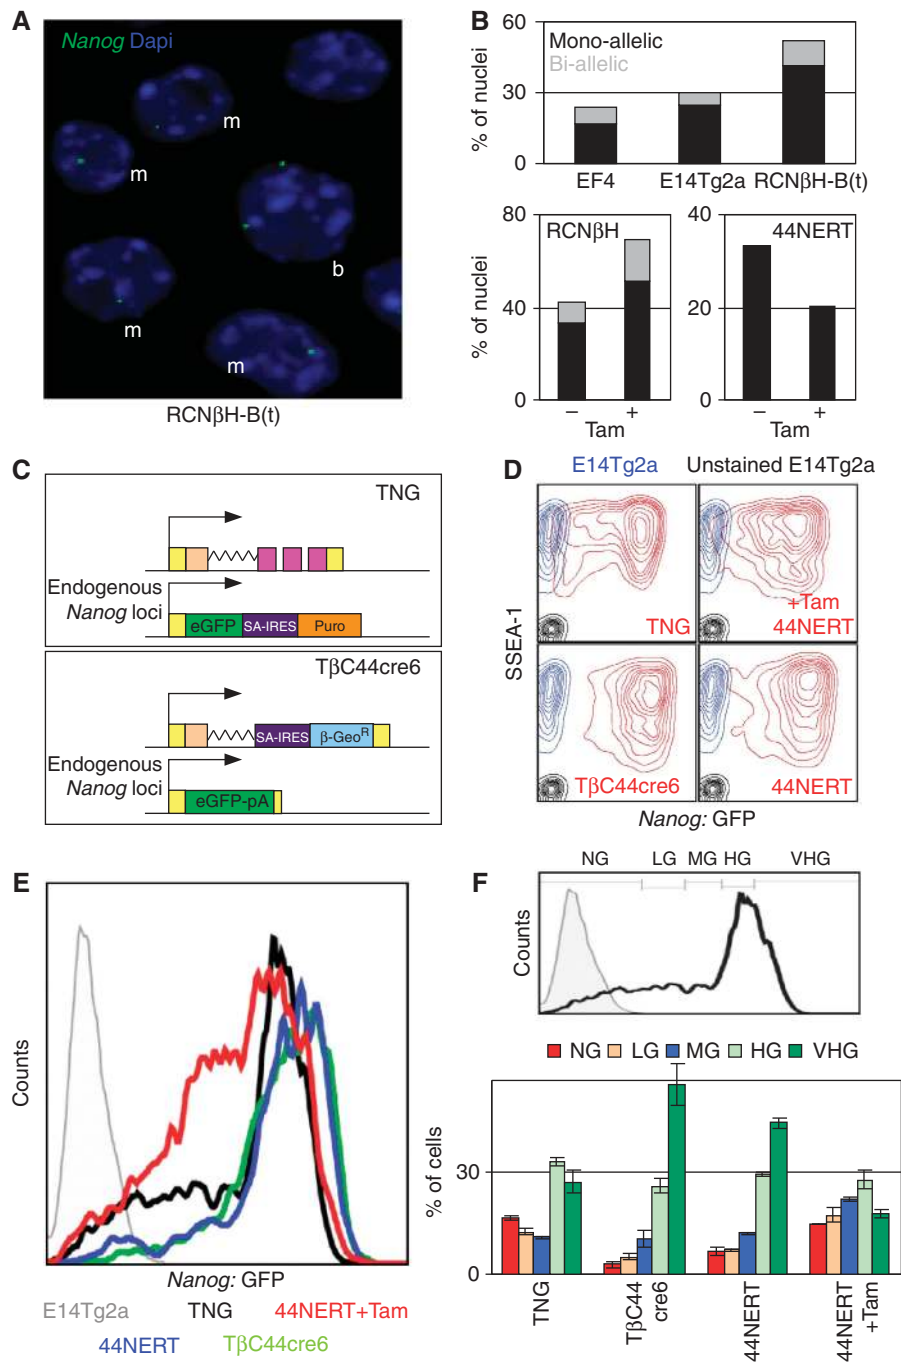 A
Nanog Dapi
m
m
b
m
m
RCNβH-B(t)
B
60
30
0
% of nuclei
Mono-allelic
Bi-allelic
EF4 E14Tg2a RCNβH-B(t)
80
40
0
% of nuclei
RCNβH
– +
Tam
40
20
0
44NERT
– +
Tam
C
TNG
Endogenous
Nanog loci
eGFP SA-IRES Puro
TβC44cre6
SA-IRES β-GeoR
Endogenous
Nanog loci
eGFP-pA
D
E14Tg2a Unstained E14Tg2a
SSEA-1
TNG
+Tam
44NERT
TβC44cre6
44NERT
Nanog: GFP
E
Counts
Nanog: GFP
E14Tg2a TNG 44NERT+Tam
44NERT TβC44cre6
F
NG LG MG HG VHG
Counts
NG LG MG HG VHG
% of cells
30
0
TNG
TβC44
cre6
44NERT
44NERT
+Tam